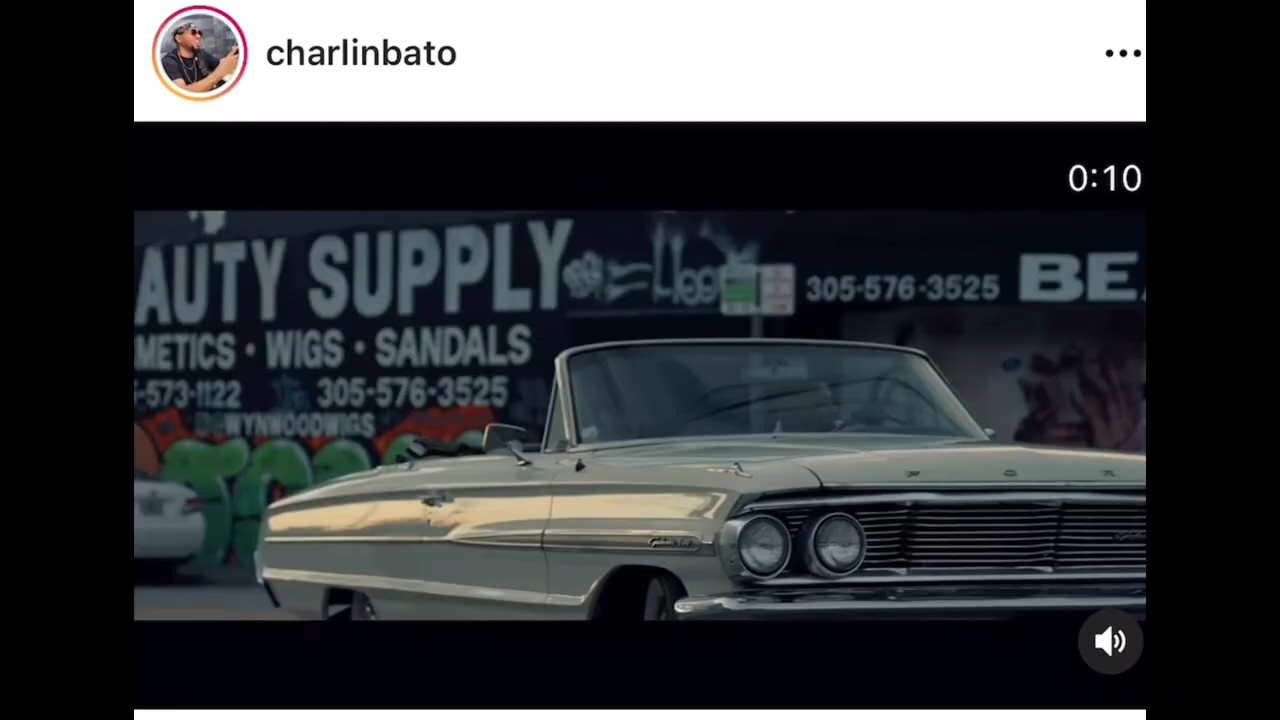 charlinbato
0:10
AUTY SUPPLY
METICS · WIGS · SANDALS
-573-1122 305-576-3525
WYNWOODWIGS
305-576-3525 BE
F O R